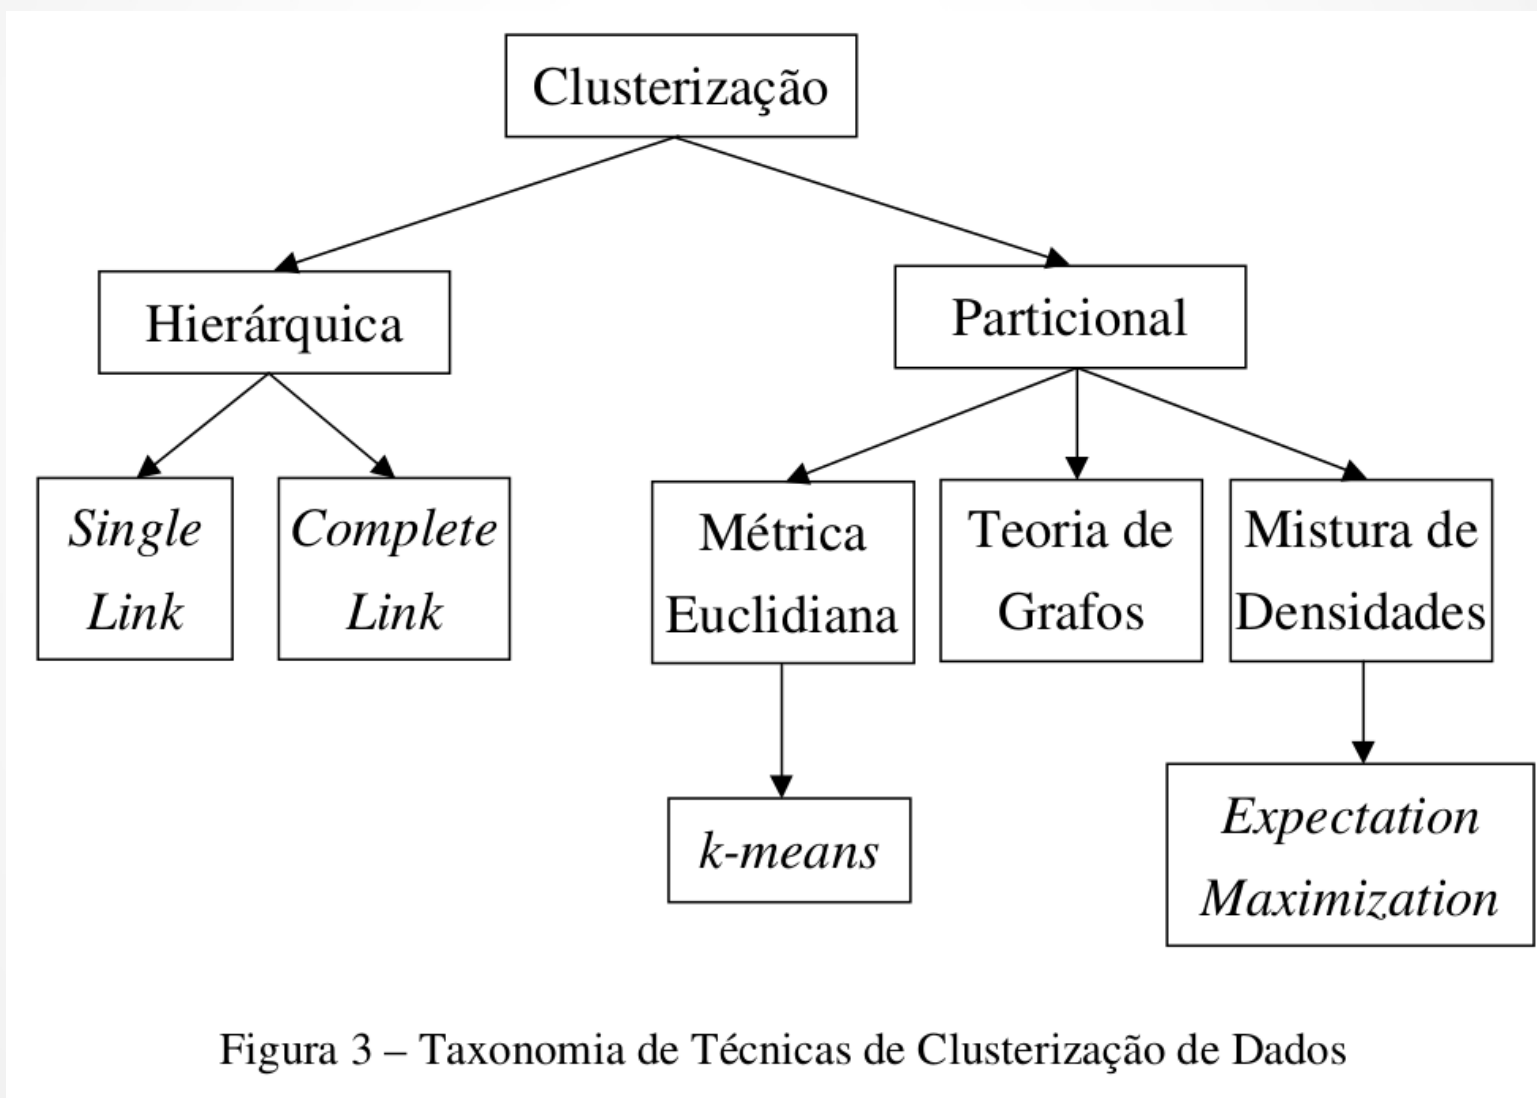 Clusterização
Hierárquica
Particional
Single
Link
Complete
Link
Métrica
Euclidiana
Teoria de
Grafos
Mistura de
Densidades
k-means
Expectation
Maximization
Figura 3 – Taxonomia de Técnicas de Clusterização de Dados